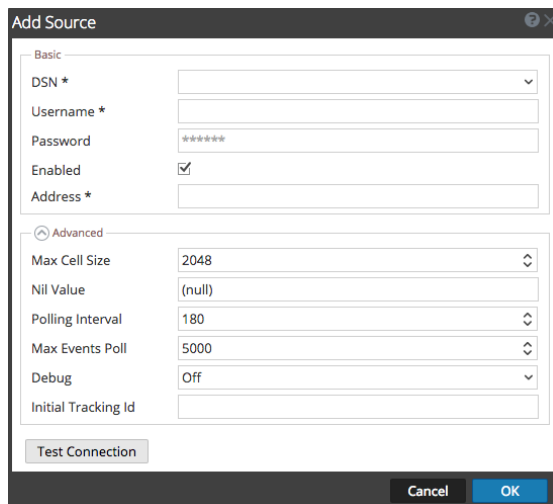 Add Source
Basic
DSN *
Username *
Password ******
Enabled
Address *
Advanced
Max Cell Size 2048
Nil Value (null)
Polling Interval 180
Max Events Poll 5000
Debug Off
Initial Tracking Id
Test Connection
Cancel OK